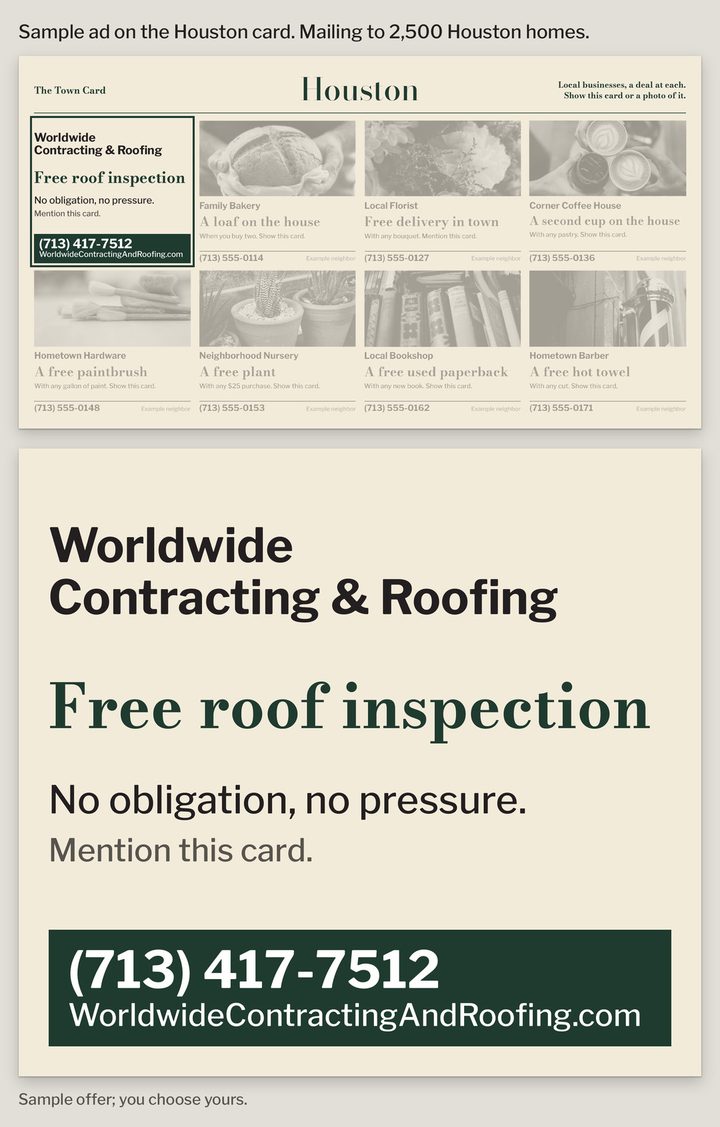 Sample ad on the Houston card. Mailing to 2,500 Houston homes.
The Town Card
Houston
Local businesses, a deal at each.
Show this card or a photo of it.
Worldwide
Contracting & Roofing
Free roof inspection
No obligation, no pressure.
Mention this card.
(713) 417-7512
WorldwideContractingAndRoofing.com
Family Bakery
A loaf on the house
When you buy two. Show this card.
(713) 555-0114
Example neighbor
Local Florist
Free delivery in town
With any bouquet. Mention this card.
(713) 555-0127
Example neighbor
Corner Coffee House
A second cup on the house
With any pastry. Show this card.
(713) 555-0136
Example neighbor
Hometown Hardware
A free paintbrush
With any gallon of paint. Show this card.
(713) 555-0148
Example neighbor
Neighborhood Nursery
A free plant
With any $25 purchase. Show this card.
(713) 555-0153
Example neighbor
Local Bookshop
A free used paperback
With any new book. Show this card.
(713) 555-0162
Example neighbor
Hometown Barber
A free hot towel
With any cut. Show this card.
(713) 555-0171
Example neighbor
Worldwide
Contracting & Roofing
Free roof inspection
No obligation, no pressure.
Mention this card.
(713) 417-7512
WorldwideContractingAndRoofing.com
Sample offer; you choose yours.